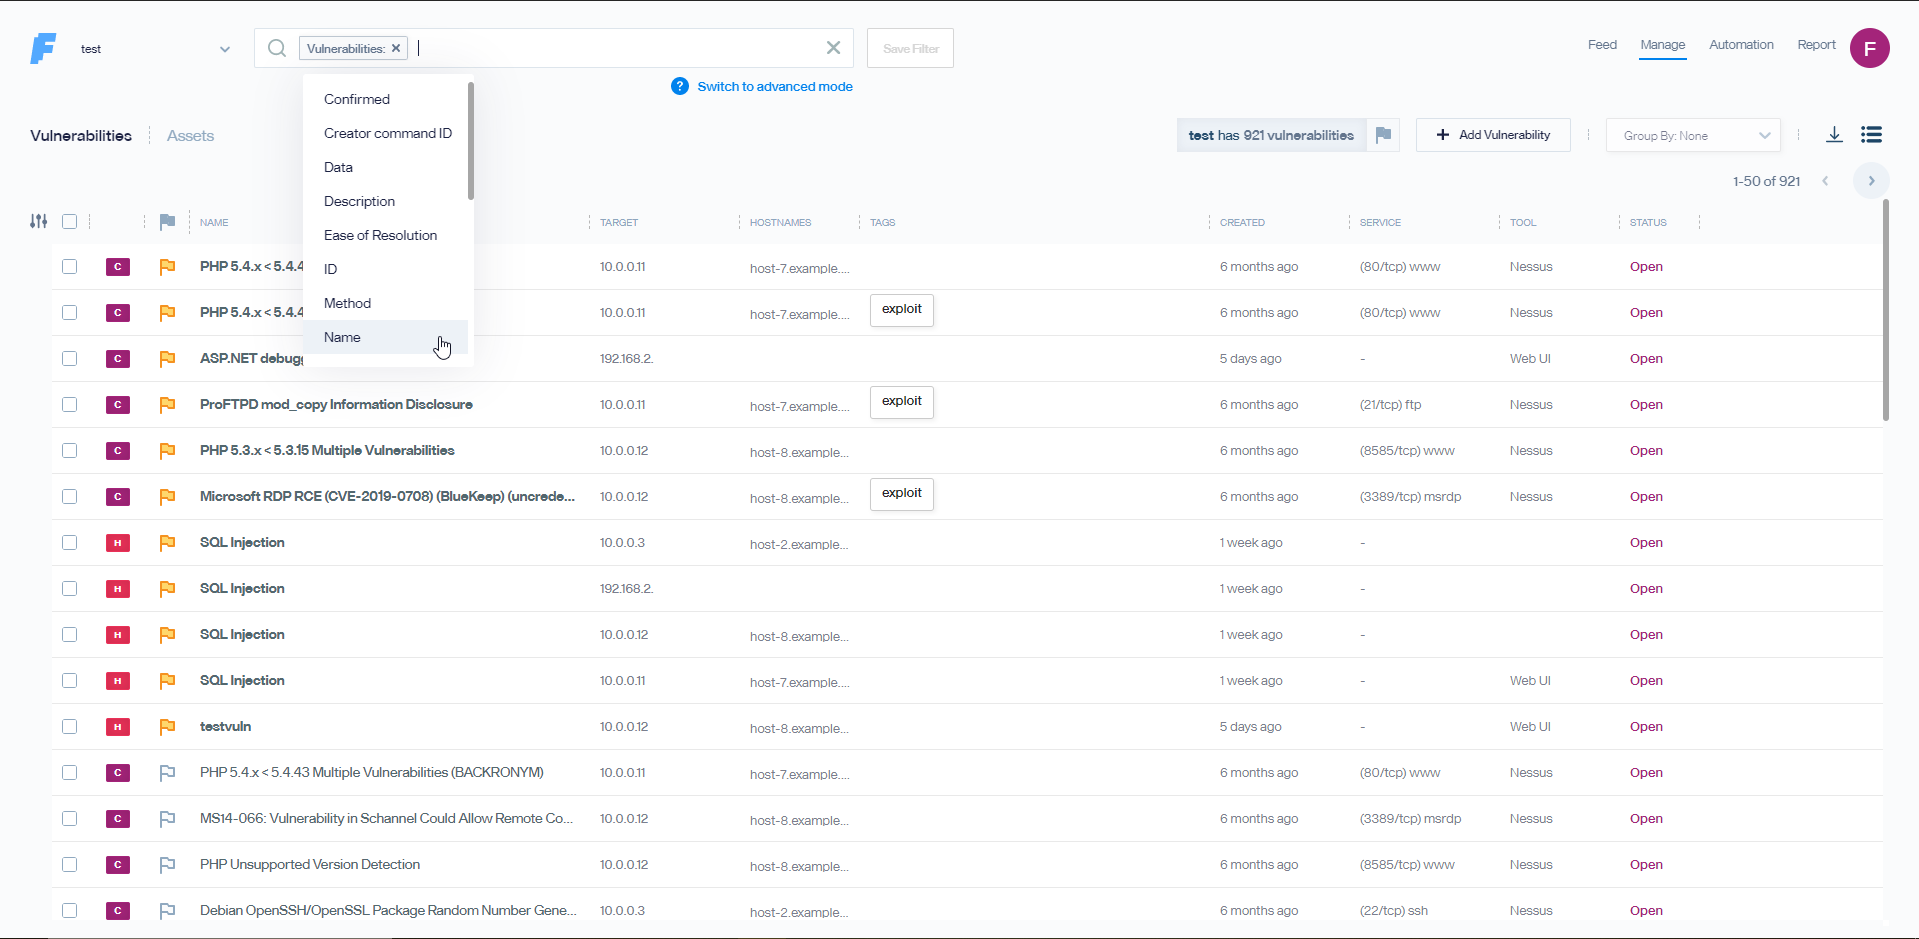 test
Vulnerabilities: ×
Save Filter
Feed Manage Automation Report F
Switch to advanced mode
Confirmed
Creator command ID
Data
Description
Ease of Resolution
ID
Method
Name
Vulnerabilities Assets
test has 921 vulnerabilities
+ Add Vulnerability
Group By: None
1-50 of 921
NAME TARGET HOSTNAMES TAGS CREATED SERVICE TOOL STATUS
C PHP 5.4.x < 5.4.4 10.0.0.11 host-7.example.... 6 months ago (80/tcp) www Nessus Open
C PHP 5.4.x < 5.4.4 10.0.0.11 host-7.example.... exploit 6 months ago (80/tcp) www Nessus Open
C ASP.NET debugg 192.168.2. 5 days ago - Web UI Open
C ProFTPD mod_copy Information Disclosure 10.0.0.11 host-7.example.... exploit 6 months ago (21/tcp) ftp Nessus Open
C PHP 5.3.x < 5.3.15 Multiple Vulnerabilities 10.0.0.12 host-8.example... 6 months ago (8585/tcp) www Nessus Open
C Microsoft RDP RCE (CVE-2019-0708) (BlueKeep) (uncrede... 10.0.0.12 host-8.example... exploit 6 months ago (3389/tcp) msrdp Nessus Open
H SQL Injection 10.0.0.3 host-2.example... 1 week ago - Open
H SQL Injection 192.168.2. 1 week ago - Open
H SQL Injection 10.0.0.12 host-8.example... 1 week ago - Open
H SQL Injection 10.0.0.11 host-7.example.... 1 week ago - Web UI Open
H testvuln 10.0.0.12 host-8.example... 5 days ago - Web UI Open
C PHP 5.4.x < 5.4.43 Multiple Vulnerabilities (BACKRONYM) 10.0.0.11 host-7.example.... 6 months ago (80/tcp) www Nessus Open
C MS14-066: Vulnerability in Schannel Could Allow Remote Co... 10.0.0.12 host-8.example... 6 months ago (3389/tcp) msrdp Nessus Open
C PHP Unsupported Version Detection 10.0.0.12 host-8.example... 6 months ago (8585/tcp) www Nessus Open
C Debian OpenSSH/OpenSSL Package Random Number Gene... 10.0.0.3 host-2.example... 6 months ago (22/tcp) ssh Nessus Open